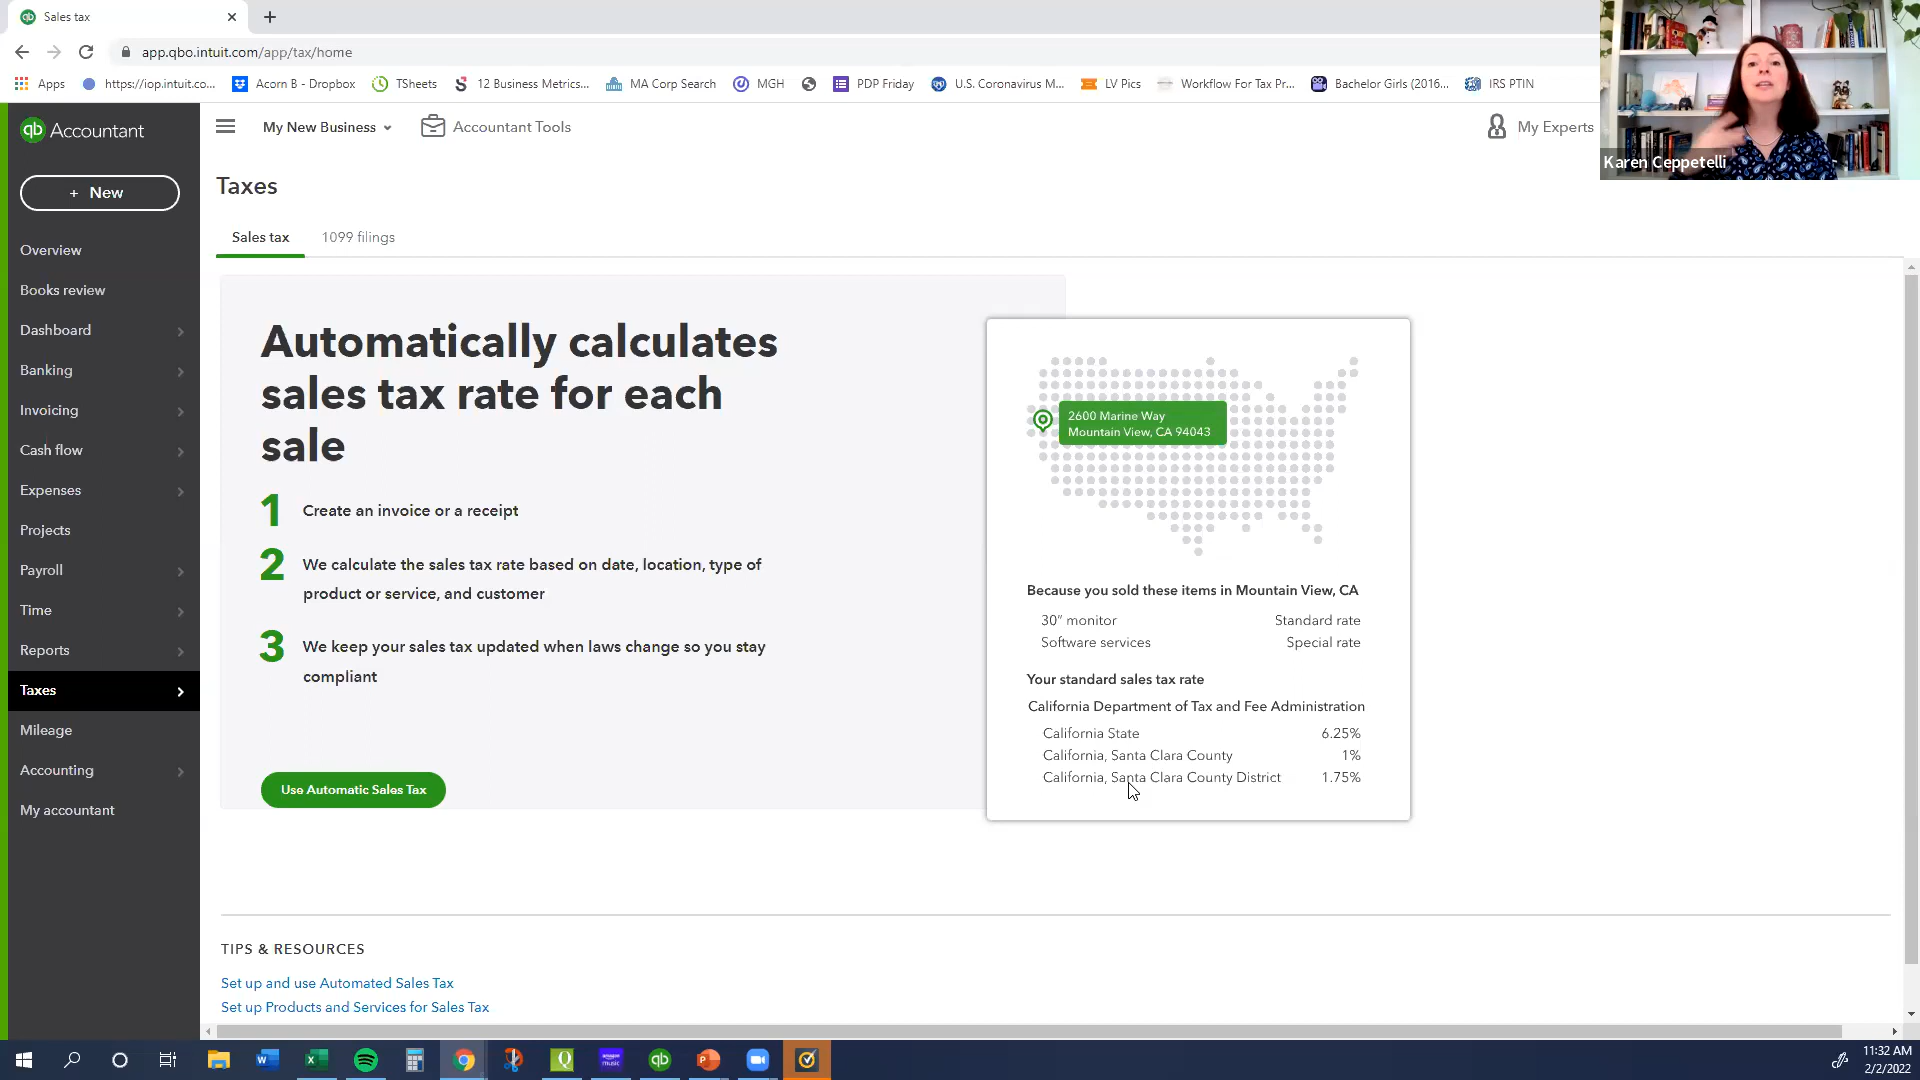 Sales tax
app.qbo.intuit.com/app/tax/home
Apps
https://iop.intuit.co...
Acorn B - Dropbox
TSheets
12 Business Metrics...
MA Corp Search
MGH
PDP Friday
U.S. Coronavirus M...
LV Pics
Workflow For Tax Pr...
Bachelor Girls (2016...
IRS PTIN
Karen Ceppetelli
qb Accountant
My New Business
Accountant Tools
My Experts
+ New
Overview
Books review
Dashboard
Banking
Invoicing
Cash flow
Expenses
Projects
Payroll
Time
Reports
Taxes
Mileage
Accounting
My accountant
Taxes
Sales tax
1099 filings
Automatically calculates
sales tax rate for each
sale
1 Create an invoice or a receipt
2 We calculate the sales tax rate based on date, location, type of
product or service, and customer
3 We keep your sales tax updated when laws change so you stay
compliant
Use Automatic Sales Tax
2600 Marine Way
Mountain View, CA 94043
Because you sold these items in Mountain View, CA
30” monitor Standard rate
Software services Special rate
Your standard sales tax rate
California Department of Tax and Fee Administration
California State 6.25%
California, Santa Clara County 1%
California, Santa Clara County District 1.75%
TIPS & RESOURCES
Set up and use Automated Sales Tax
Set up Products and Services for Sales Tax
11:32 AM
2/2/2022